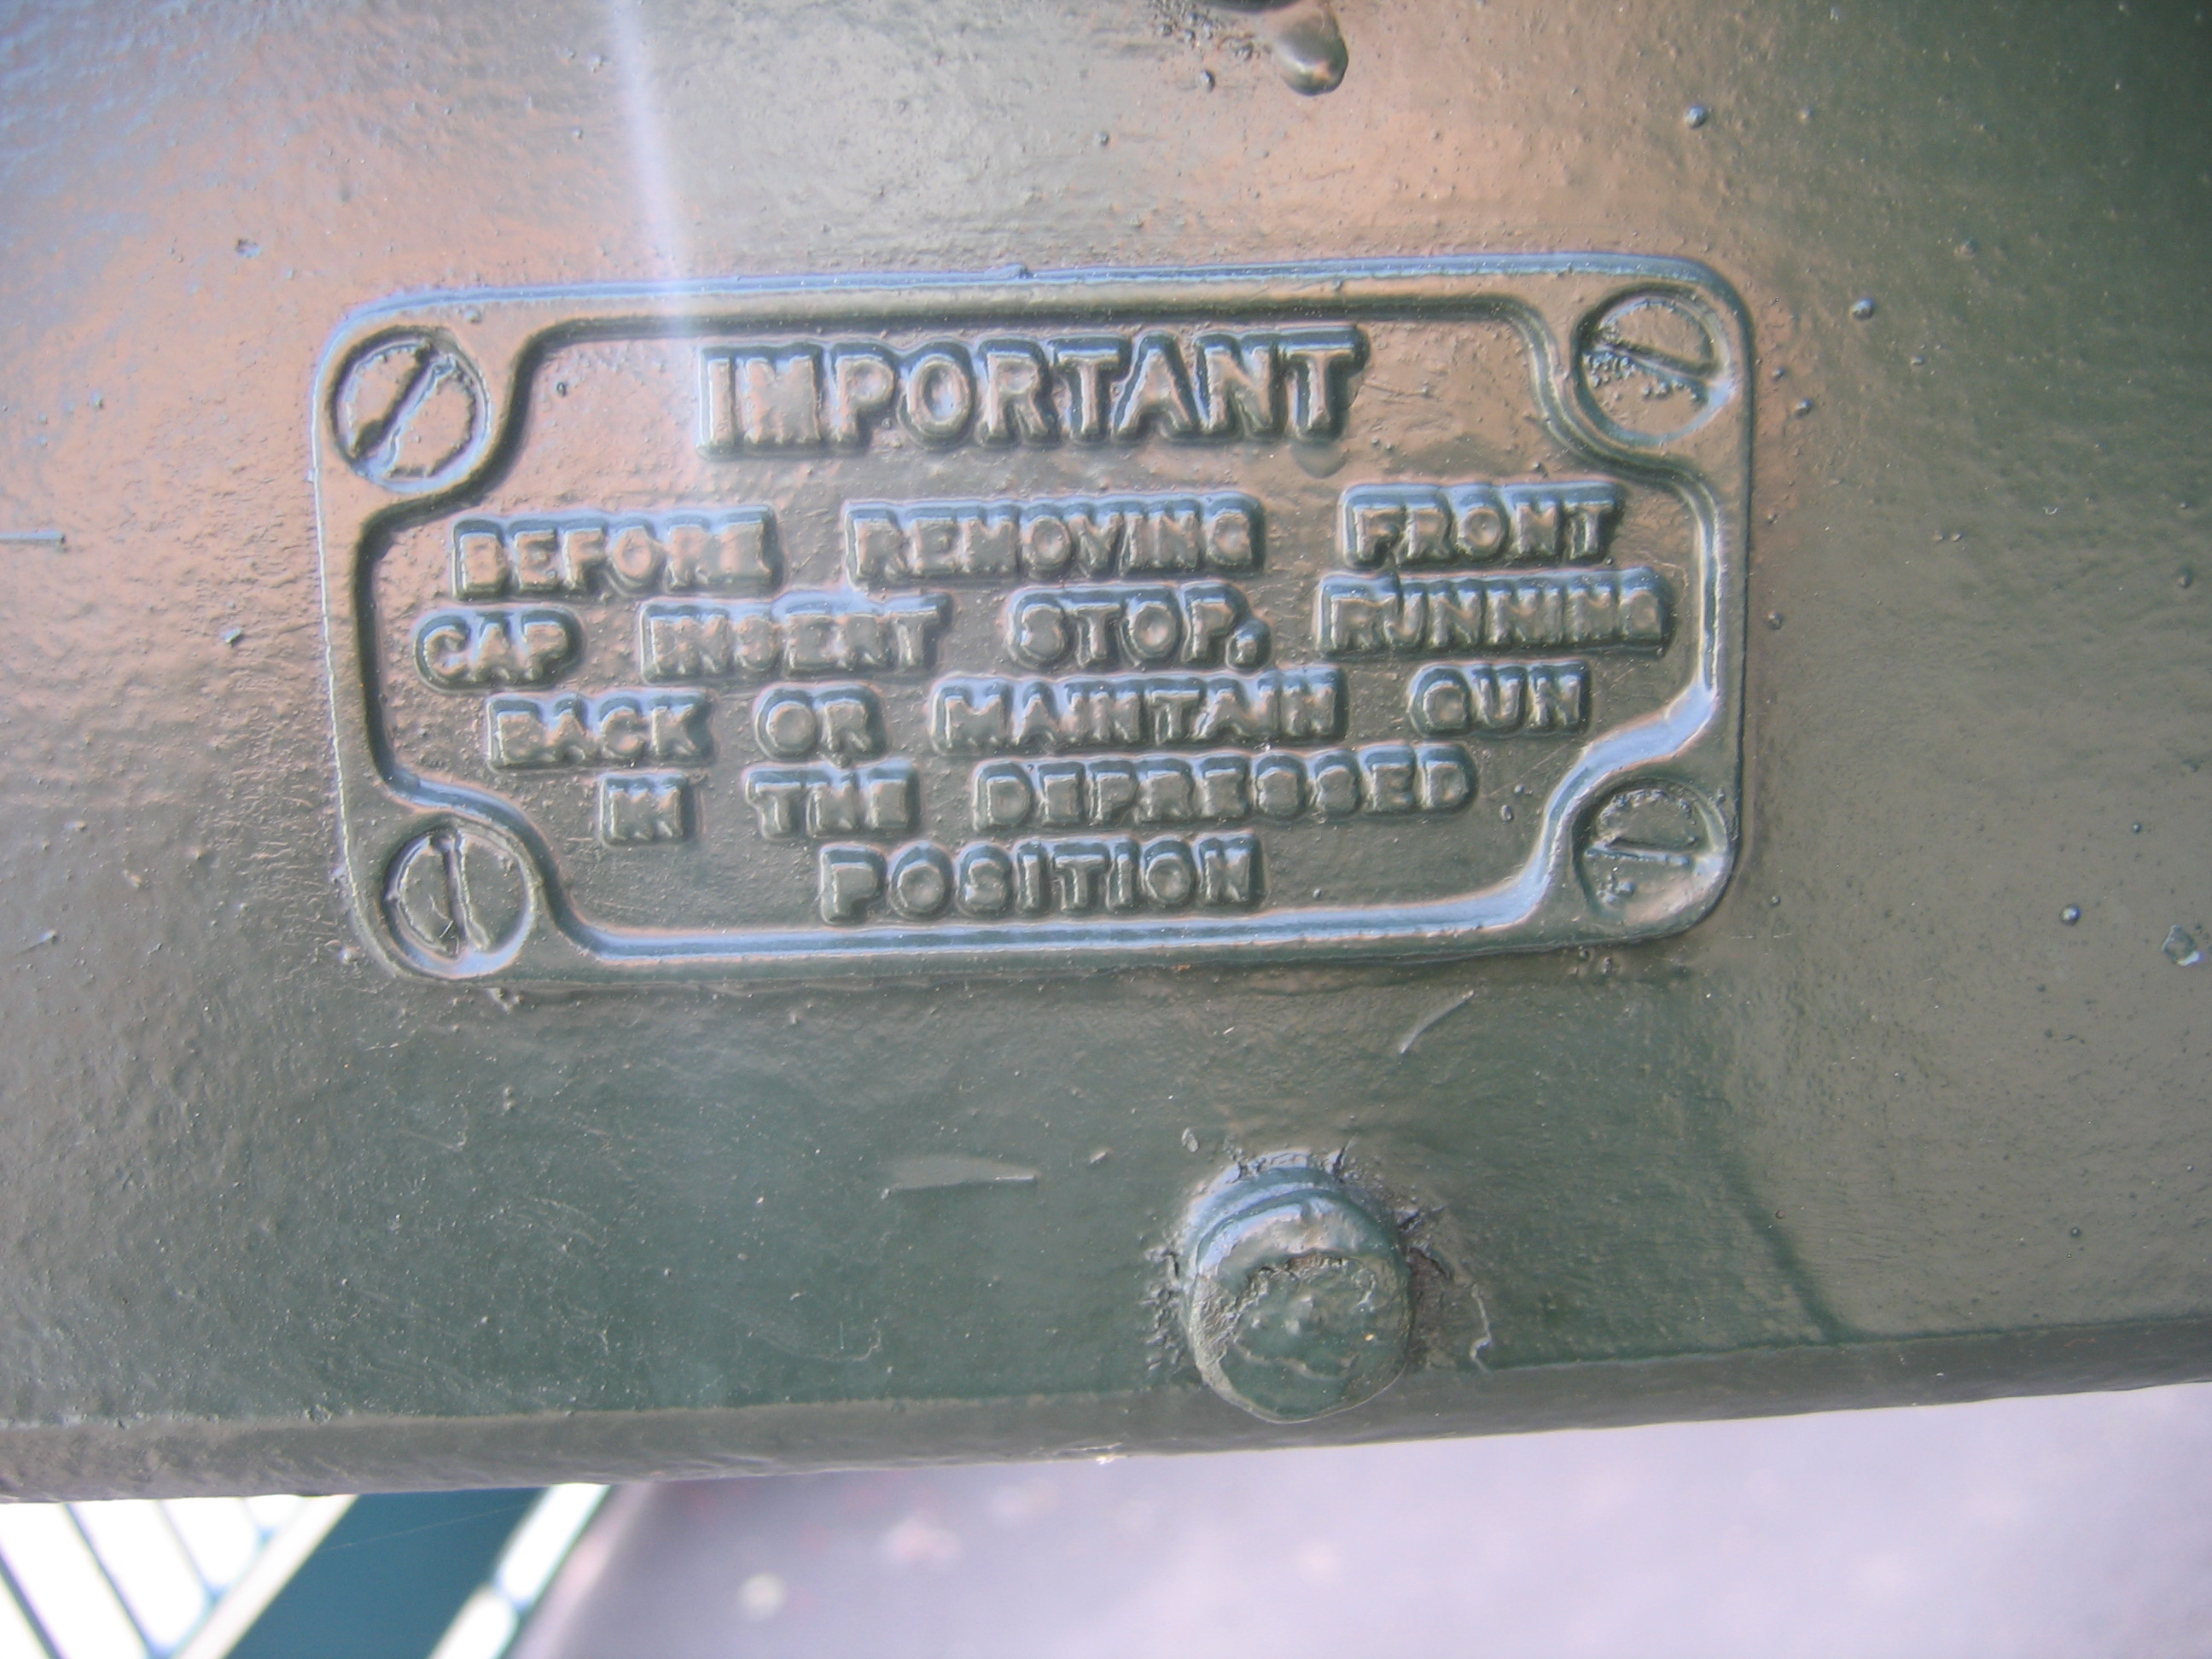 IMPORTANT
BEFORE REMOVING FRONT
CAP INSERT STOP. RUNNING
BACK OR MAINTAIN GUN
IN THE DEPRESSED
POSITION